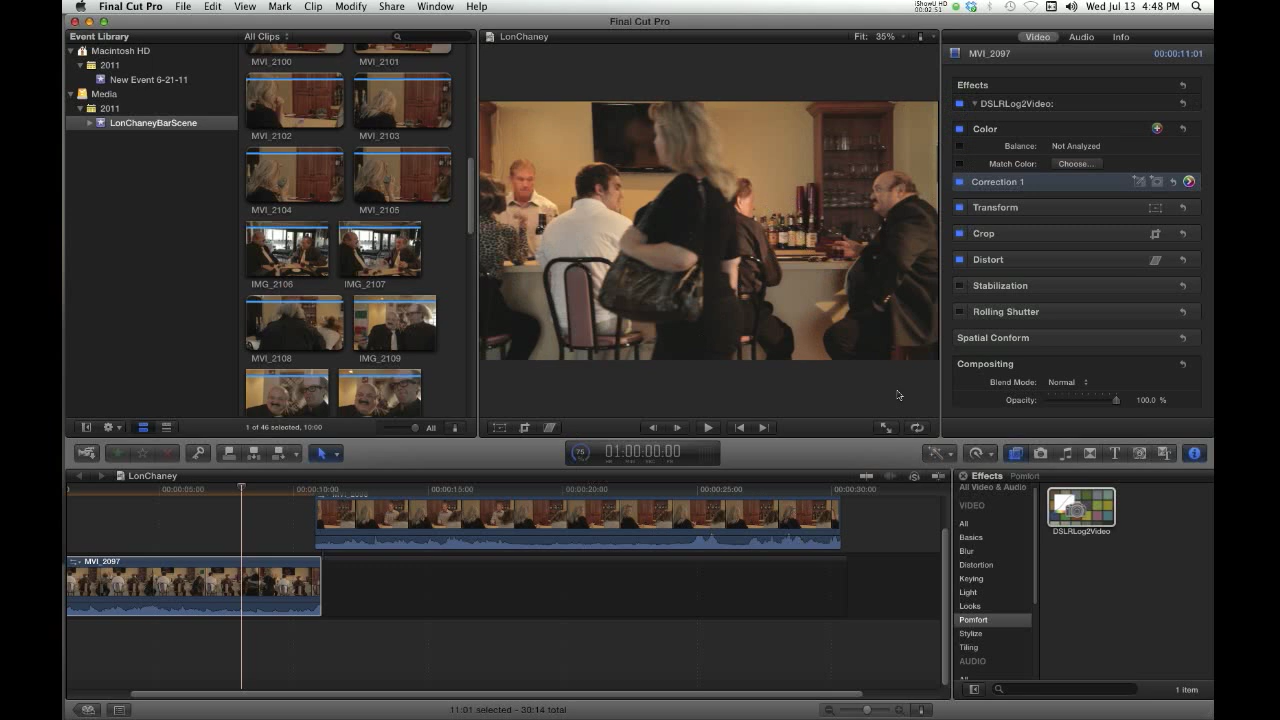 Final Cut Pro File Edit View Mark Clip Modify Share Window Help
iShowU HD
00:02:51
Wed Jul 13 4:48 PM
Final Cut Pro
Event Library
Macintosh HD
2011
New Event 6-21-11
Media
2011
LonChaneyBarScene
All Clips
MVI_2100 MVI_2101
MVI_2102 MVI_2103
MVI_2104 MVI_2105
IMG_2106 IMG_2107
MVI_2108 IMG_2109
1 of 46 selected, 10:00
All
LonChaney
Fit: 35%
Video Audio Info
MVI_2097 00:00:11:01
Effects
DSLRLog2Video:
Color
Balance: Not Analyzed
Match Color: Choose...
Correction 1
Transform
Crop
Distort
Stabilization
Rolling Shutter
Spatial Conform
Compositing
Blend Mode: Normal
Opacity: 100.0 %
75 01:00:00:00
LonChaney
00:00:05:00 00:00:10:00 00:00:15:00 00:00:20:00 00:00:25:00 00:00:30:00
MVI_2097
Effects Pomfort
All Video & Audio
VIDEO
All
Basics
Blur
Distortion
Keying
Light
Looks
Pomfort
Stylize
Tiling
AUDIO
DSLRLog2Video
1 item
11:01 selected - 30:14 total